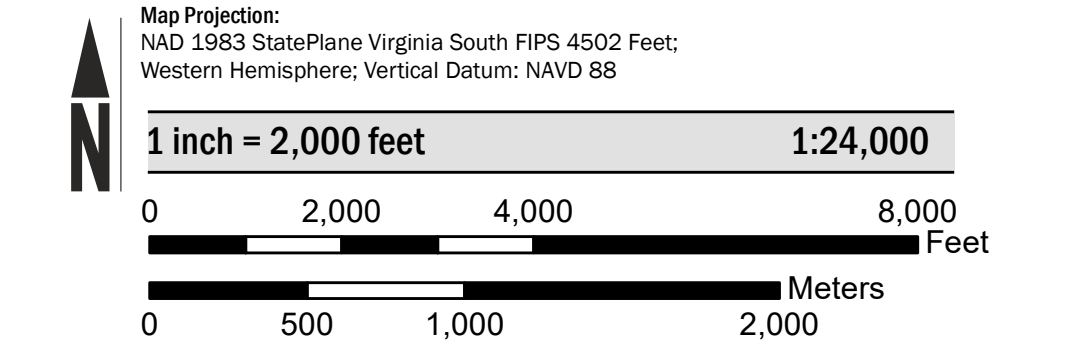 Map Projection:
NAD 1983 StatePlane Virginia South FIPS 4502 Feet;
Western Hemisphere; Vertical Datum: NAVD 88
N
1 inch = 2,000 feet 1:24,000
0 2,000 4,000 8,000
Feet
Meters
0 500 1,000 2,000